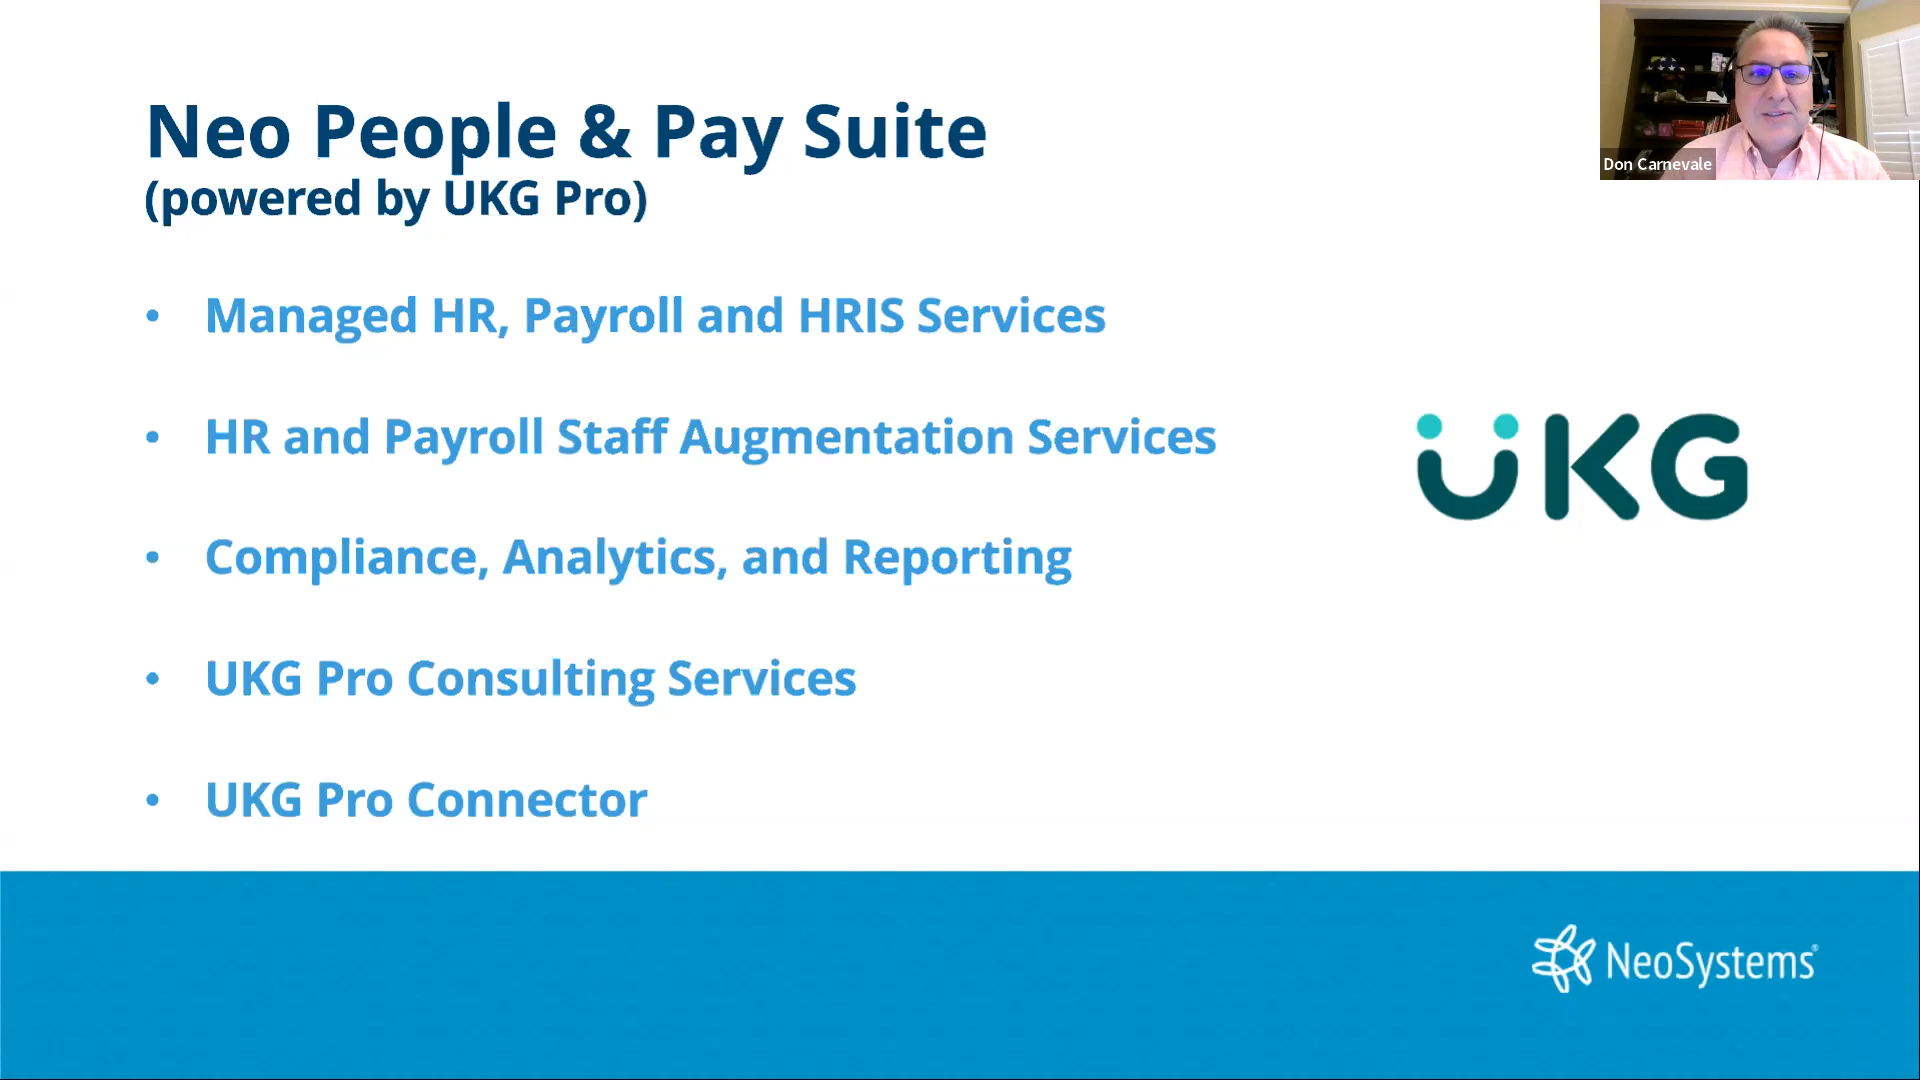 Neo People & Pay Suite
(powered by UKG Pro)
Don Carnevale
• Managed HR, Payroll and HRIS Services
• HR and Payroll Staff Augmentation Services
UKG
• Compliance, Analytics, and Reporting
• UKG Pro Consulting Services
• UKG Pro Connector
NeoSystems®